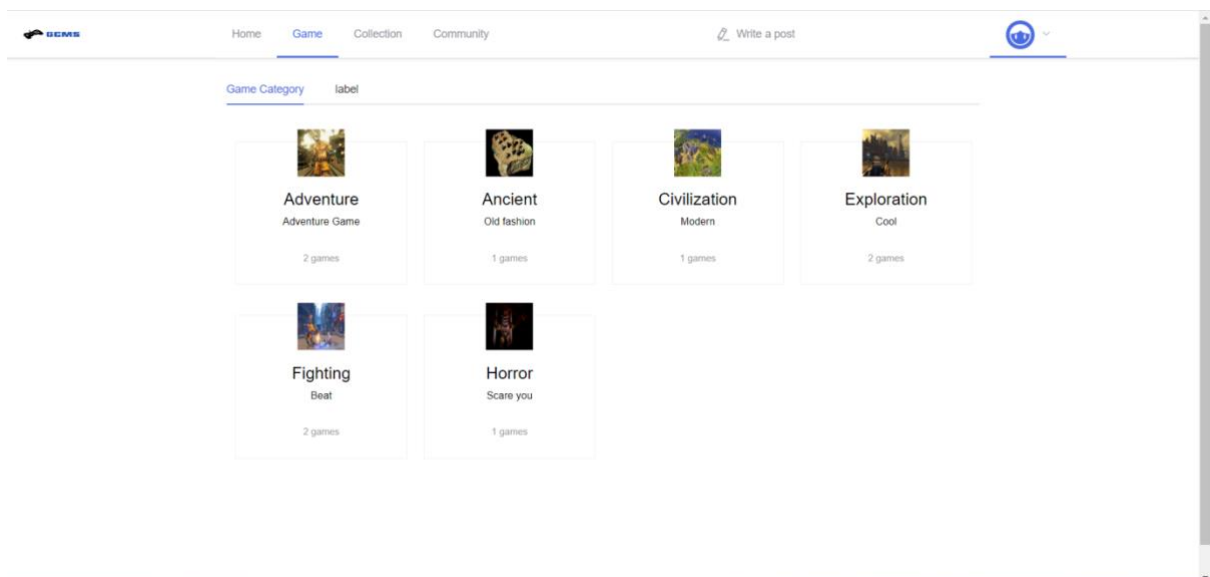 GCMS
Home Game Collection Community Write a post
Game Category label
Adventure Ancient Civilization Exploration
Adventure Game Old fashion Modern Cool
2 games 1 games 1 games 2 games
Fighting Horror
Beat Scare you
2 games 1 games